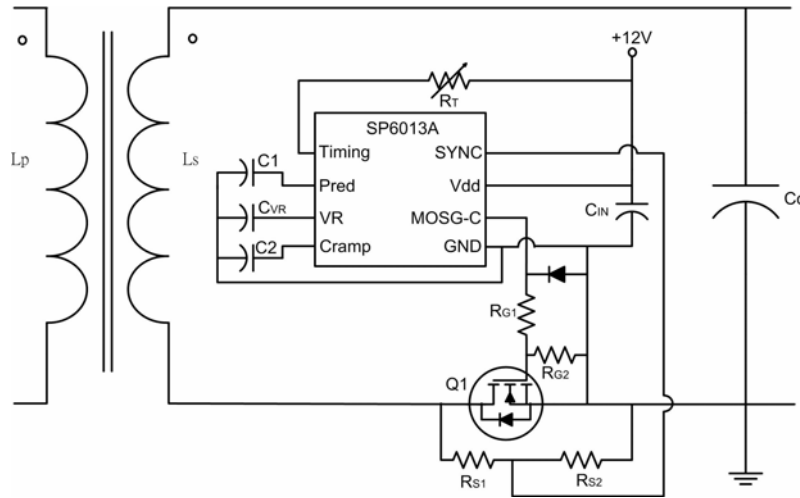 +12V
RT
SP6013A
Timing SYNC
Lp Ls C1 Pred Vdd
CVR VR MOSG-C CIN
C2 Cramp GND
RG1
RG2
Q1
RS1 RS2